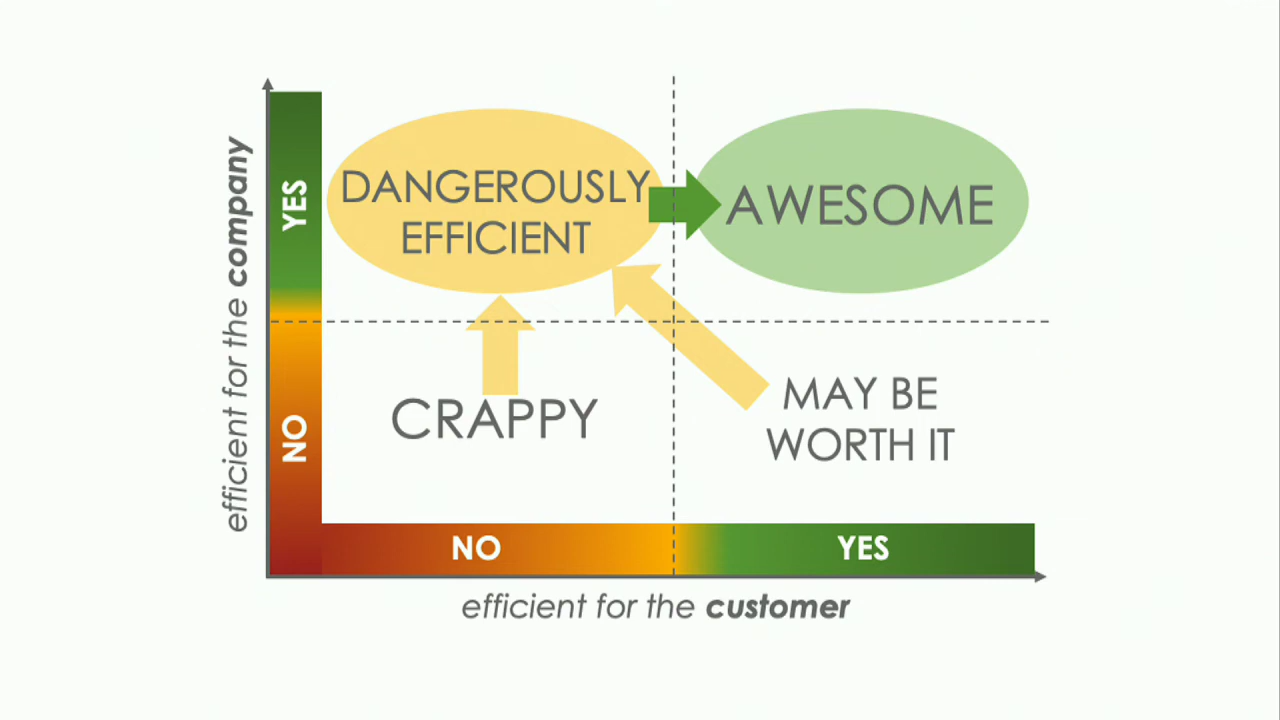 efficient for the company
YES
NO
DANGEROUSLY
EFFICIENT
AWESOME
CRAPPY
MAY BE
WORTH IT
NO
YES
efficient for the customer